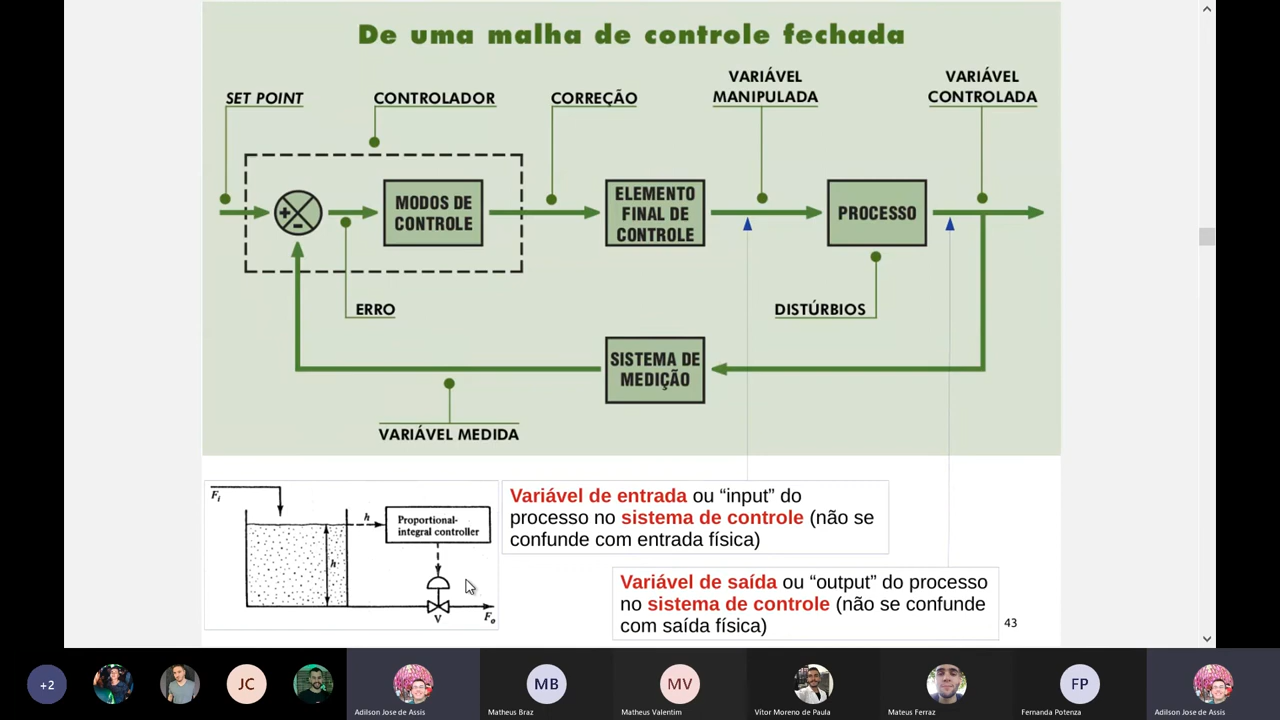 De uma malha de controle fechada
SET POINT
CONTROLADOR
CORREÇÃO
VARIÁVEL
MANIPULADA
VARIÁVEL
CONTROLADA
+
-
MODOS DE
CONTROLE
ELEMENTO
FINAL DE
CONTROLE
PROCESSO
ERRO
DISTÚRBIOS
SISTEMA DE
MEDIÇÃO
VARIÁVEL MEDIDA
Fi
h
Proportional-
integral controller
h
V
Fo
Variável de entrada ou “input” do
processo no sistema de controle (não se
confunde com entrada física)
Variável de saída ou “output” do processo
no sistema de controle (não se confunde
com saída física)
43
+2
JC
MB
MV
FP
Adilson Jose de Assis
Matheus Braz
Matheus Valentim
Vítor Moreno de Paula
Mateus Ferraz
Fernanda Potenza
Adilson Jose de Assis